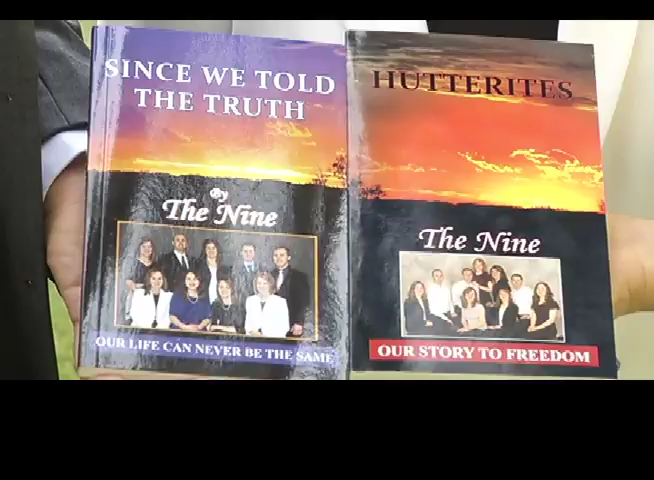 SINCE WE TOLD
THE TRUTH
By
The Nine
OUR LIFE CAN NEVER BE THE SAME
HUTTERITES
The Nine
OUR STORY TO FREEDOM